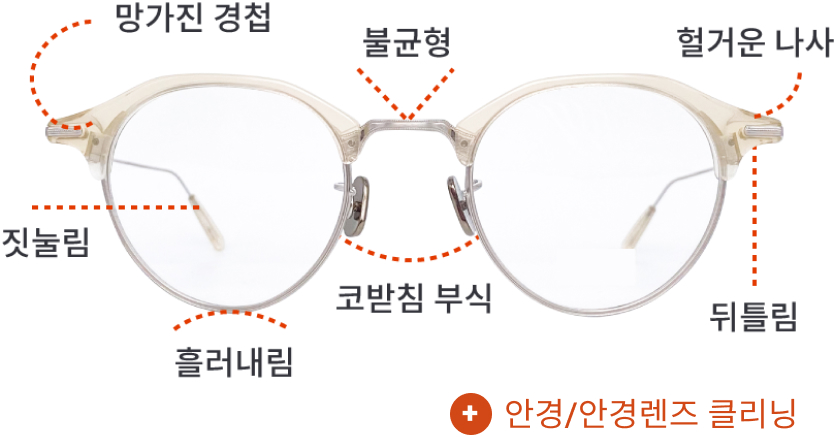 망가진 경첩
불균형
헐거운 나사
짓눌림
코받침 부식
뒤틀림
흘러내림
안경/안경렌즈 클리닝